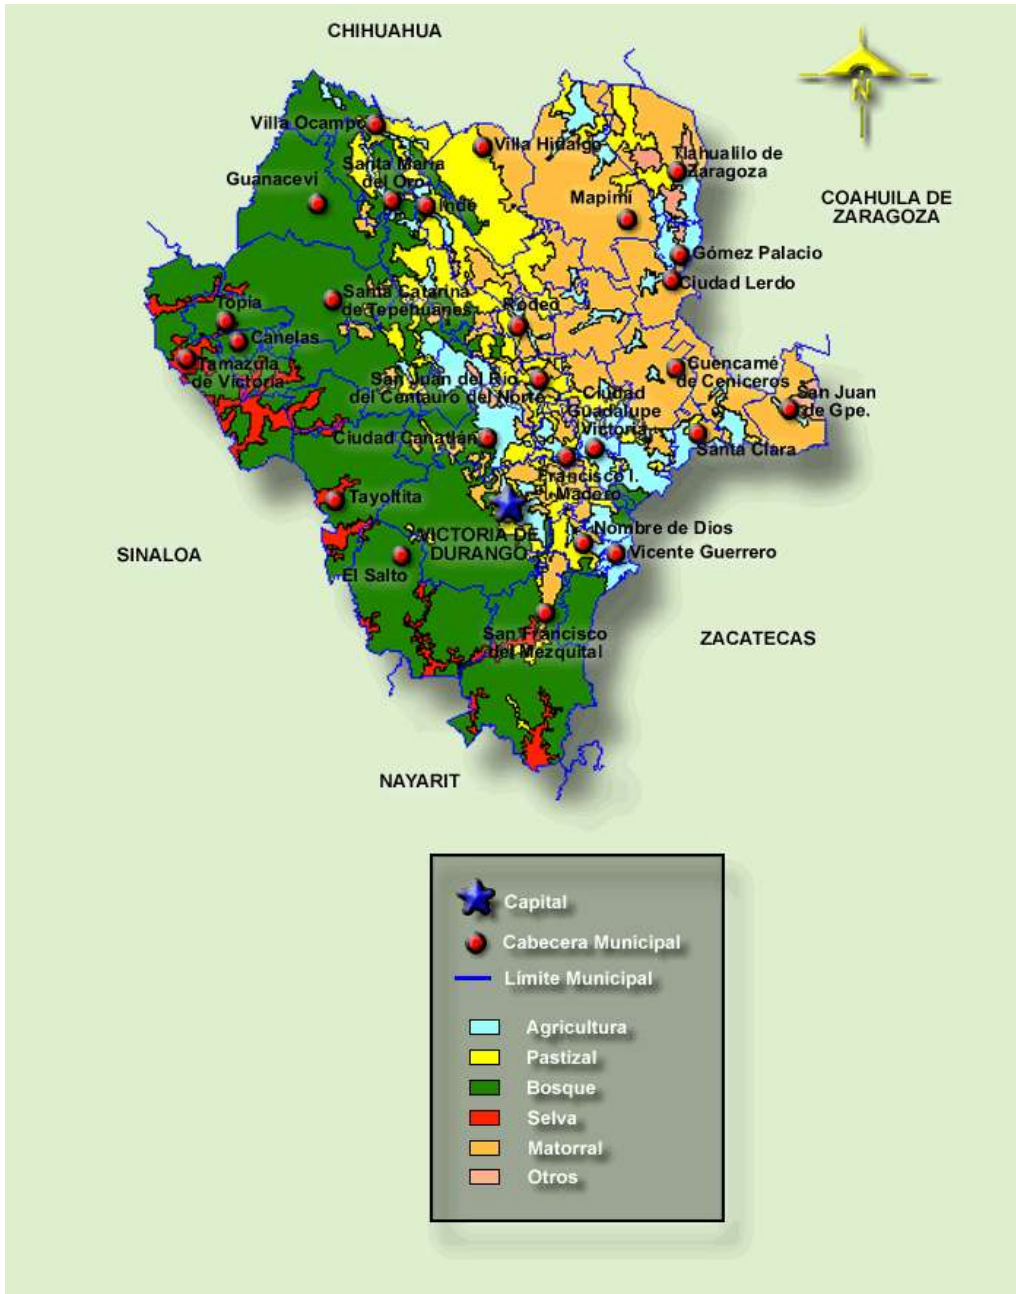 CHIHUAHUA
N
Villa Ocampo
Villa Hidalgo
Santa María
del Oro
Tlahualilo de
Zaragoza
Guanacevi
Indé
Mapimí
COAHUILA DE
ZARAGOZA
Gómez Palacio
Ciudad Lerdo
Santa Catarina
de Tepehuanes
Topia
Rodeo
Canelas
Tamazula
de Victoria
Cuencamé
de Ceniceros
San Juan del Río
del Centauro del Norte
Ciudad
Guadalupe
Victoria
San Juan
de Gpe.
Ciudad Canatlán
Santa Clara
Francisco I.
Madero
Tayoltita
VICTORIA DE
DURANGO
Nombre de Dios
Vicente Guerrero
SINALOA
El Salto
San Francisco
del Mezquital
ZACATECAS
NAYARIT
Capital
Cabecera Municipal
Límite Municipal
Agricultura
Pastizal
Bosque
Selva
Matorral
Otros